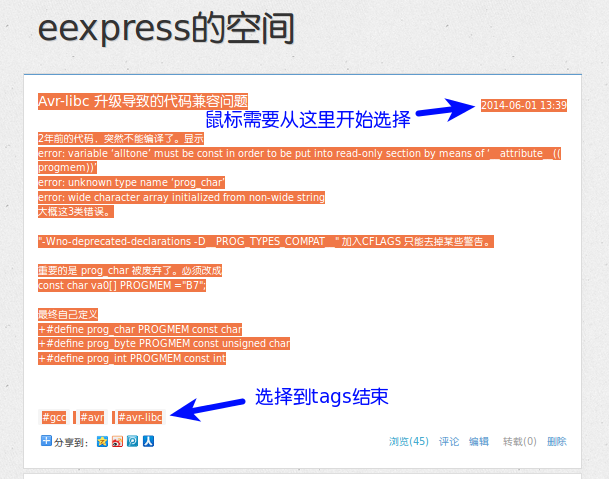 eexpress的空间
Avr-libc 升级导致的代码兼容问题
2014-06-01 13:39
鼠标需要从这里开始选择
2年前的代码，突然不能编译了。显示
error: variable 'alltone' must be const in order to be put into read-only section by means of '__attribute__((
progmem))'
error: unknown type name 'prog_char'
error: wide character array initialized from non-wide string
大概这3类错误。
"-Wno-deprecated-declarations -D__PROG_TYPES_COMPAT__" 加入CFLAGS 只能去掉某些警告。
重要的是 prog_char 被废弃了。必须改成
const char va0[] PROGMEM ="B7";
最终自己定义
+#define prog_char PROGMEM const char
+#define prog_byte PROGMEM const unsigned char
+#define prog_int PROGMEM const int
选择到tags结束
#gcc #avr #avr-libc
分享到： 浏览(45) 评论 编辑 转载(0) 删除